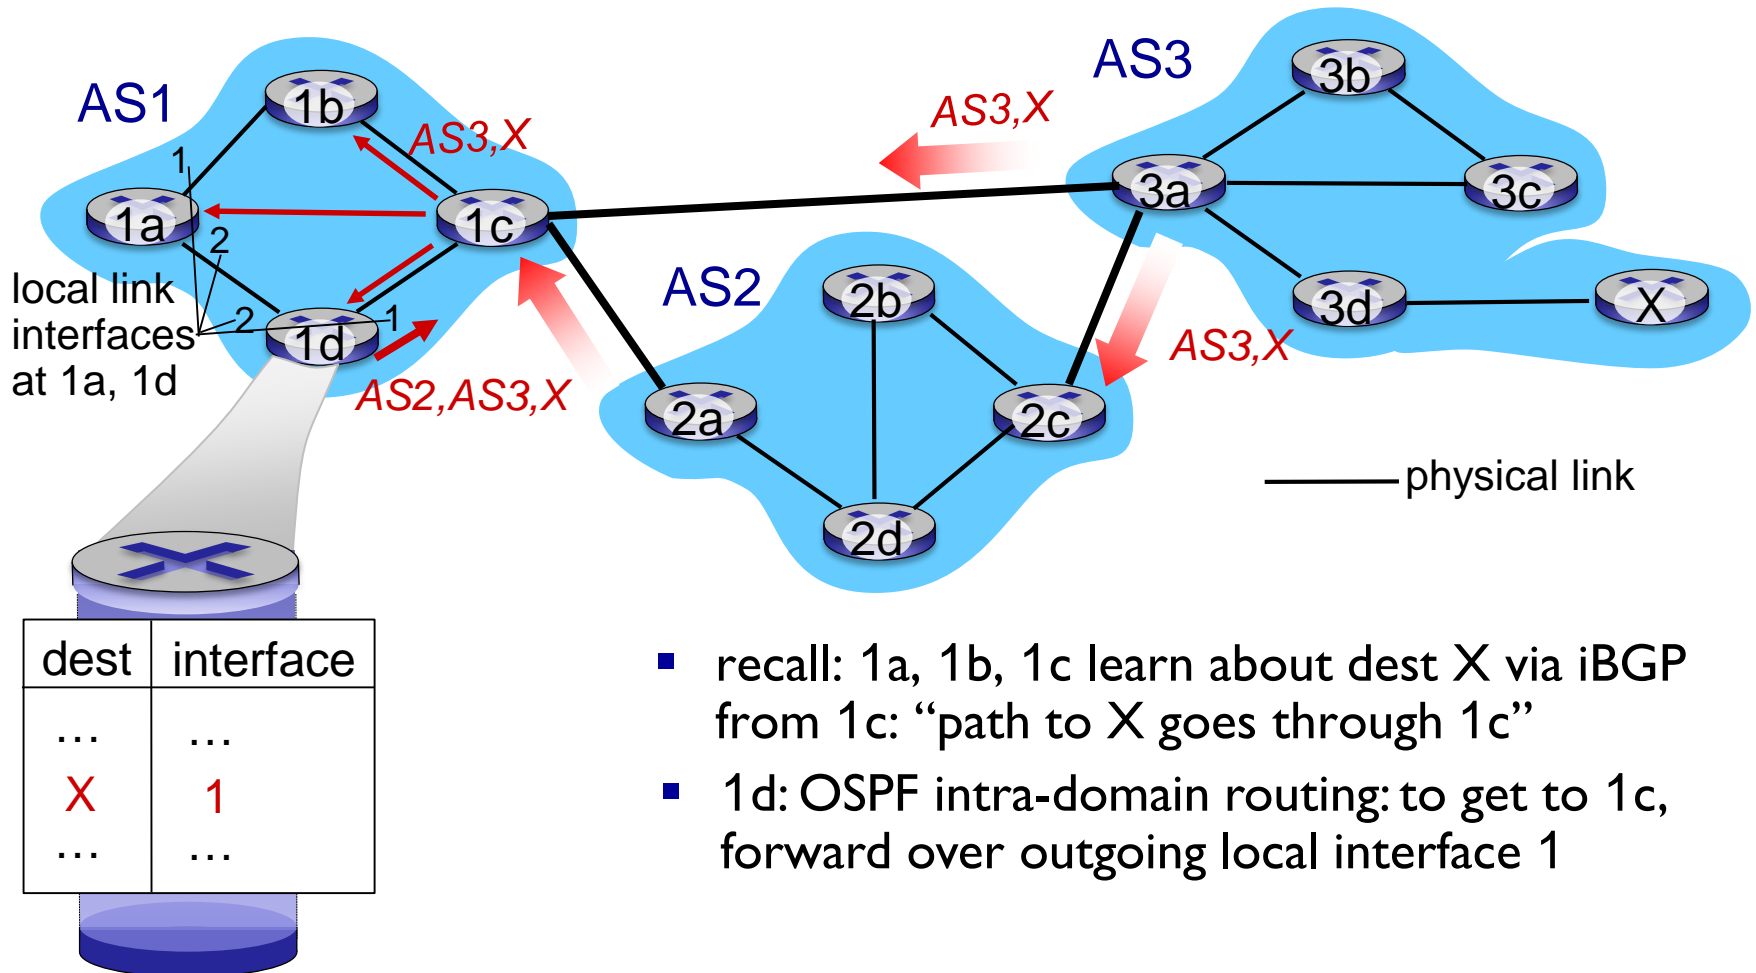 AS3
3b
AS1
1b
AS3,X
AS3,X
1
3a
3c
1a
1c
2
AS2
2b
3d
X
local link
interfaces
at 1a, 1d
2
1
1d
AS3,X
AS2,AS3,X
2a
2c
physical link
2d
dest interface
… …
X 1
… …
▪ recall: 1a, 1b, 1c learn about dest X via iBGP
from 1c: “path to X goes through 1c”
▪ 1d: OSPF intra-domain routing: to get to 1c,
forward over outgoing local interface 1